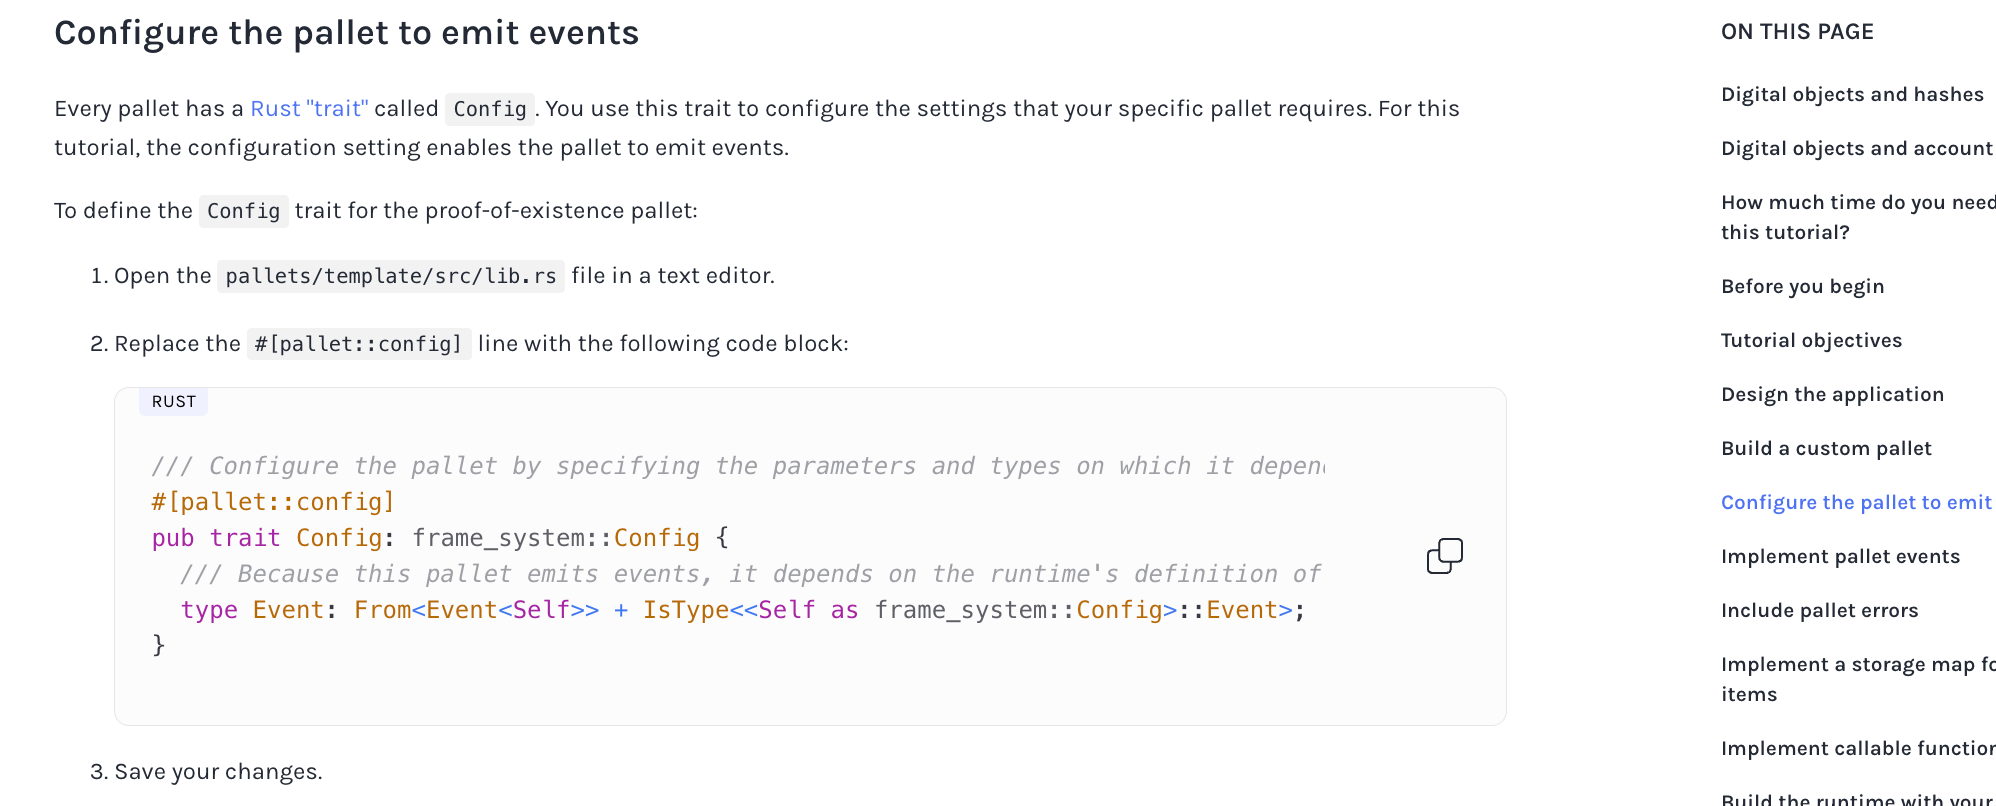 Configure the pallet to emit events
Every pallet has a Rust "trait" called Config. You use this trait to configure the settings that your specific pallet requires. For this
tutorial, the configuration setting enables the pallet to emit events.
To define the Config trait for the proof-of-existence pallet:
1. Open the pallets/template/src/lib.rs file in a text editor.
2. Replace the #[pallet::config] line with the following code block:
RUST
/// Configure the pallet by specifying the parameters and types on which it
#[pallet::config]
pub trait Config: frame_system::Config {
  /// Because this pallet emits events, it depends on the runtime's definition of
  type Event: From<Event<Self>> + IsType<<Self as frame_system::Config>::Event>;
}
3. Save your changes.
ON THIS PAGE
Digital objects and hashes
Digital objects and account
How much time do you need
this tutorial?
Before you begin
Tutorial objectives
Design the application
Build a custom pallet
Configure the pallet to emit
Implement pallet events
Include pallet errors
Implement a storage map
items
Implement callable
Build the runtime with your